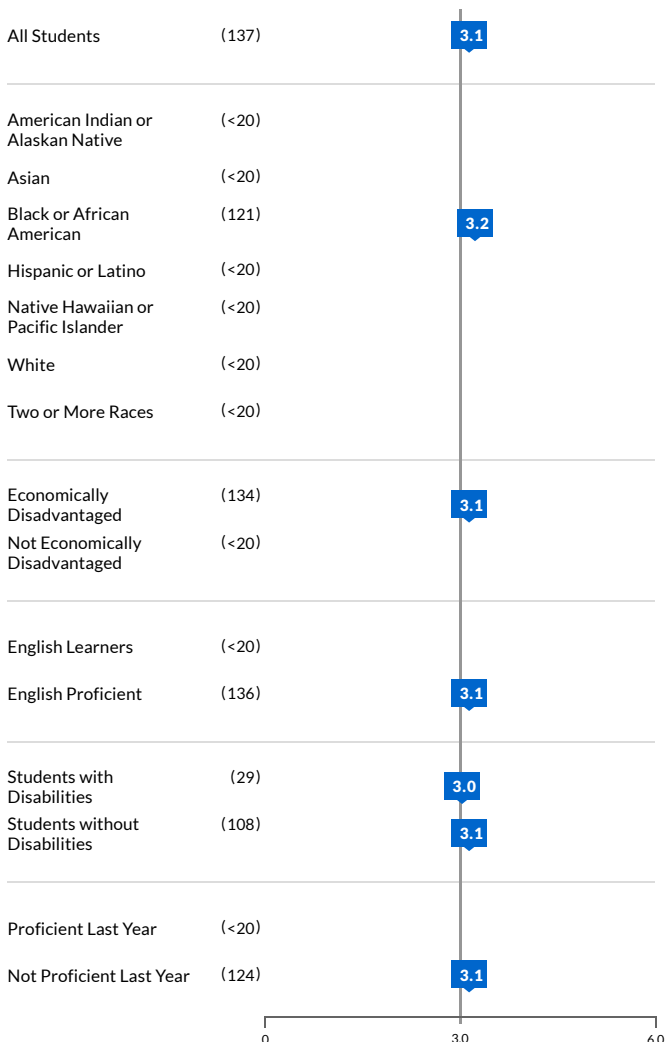 All Students (137) 3.1
American Indian or (<20)
Alaskan Native
Asian (<20)
Black or African (121) 3.2
American
Hispanic or Latino (<20)
Native Hawaiian or (<20)
Pacific Islander
White (<20)
Two or More Races (<20)
Economically (134) 3.1
Disadvantaged
Not Economically (<20)
Disadvantaged
English Learners (<20)
English Proficient (136) 3.1
Students with (29) 3.0
Disabilities
Students without (108) 3.1
Disabilities
Proficient Last Year (<20)
Not Proficient Last Year (124) 3.1
0 3.0 6.0